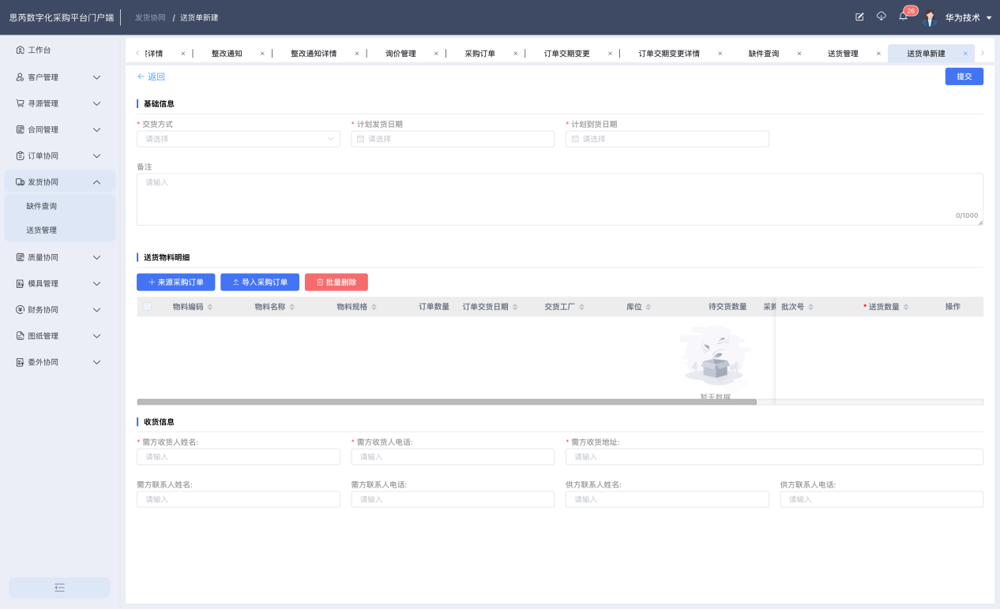 思芮数字化采购平台门户端 发货协同 / 送货单新建 26 华为技术
工作台
客户管理
寻源管理
合同管理
订单协同
发货协同
缺件查询
送货管理
质量协同
模具管理
财务协同
图纸管理
委外协同
详情 × | 整改通知 × | 整改通知详情 × | 询价管理 × | 采购订单 × | 订单交期变更 × | 订单交期变更详情 × 缺件查询 × 送货管理 × 送货单新建 ×
← 返回 提交
基础信息
* 交货方式 * 计划发货日期 * 计划到货日期
请选择 请选择 请选择
备注
请输入
0/1000
送货物料明细
+ 来源采购订单 导入采购订单 批量删除
物料编码 物料名称 物料规格 订单数量 订单交货日期 交货工厂 库位 待交货数量 采购 批次号 * 送货数量 操作
暂无数据
收货信息
* 需方收货人姓名: * 需方收货人电话: * 需方收货地址:
请输入 请输入 请输入
需方联系人姓名: 需方联系人电话: 供方联系人姓名: 供方联系人电话:
请输入 请输入 请输入 请输入